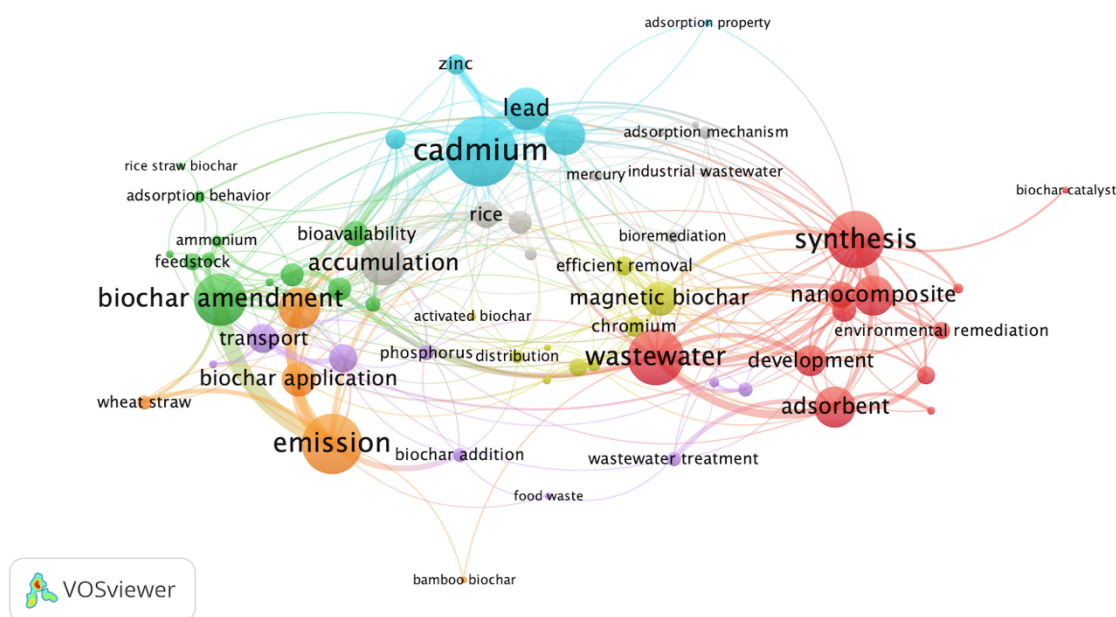 adsorption property
zinc
lead
cadmium
adsorption mechanism
rice straw biochar
mercury
industrial wastewater
adsorption behavior
biochar catalyst
rice
ammonium
bioavailability
bioremediation
synthesis
feedstock
accumulation
efficient removal
biochar amendment
magnetic biochar
nanocomposite
activated biochar
chromium
environmental remediation
transport
phosphorus
distribution
wastewater
development
biochar application
wheat straw
adsorbent
emission
biochar addition
wastewater treatment
food waste
bamboo biochar
VOSviewer